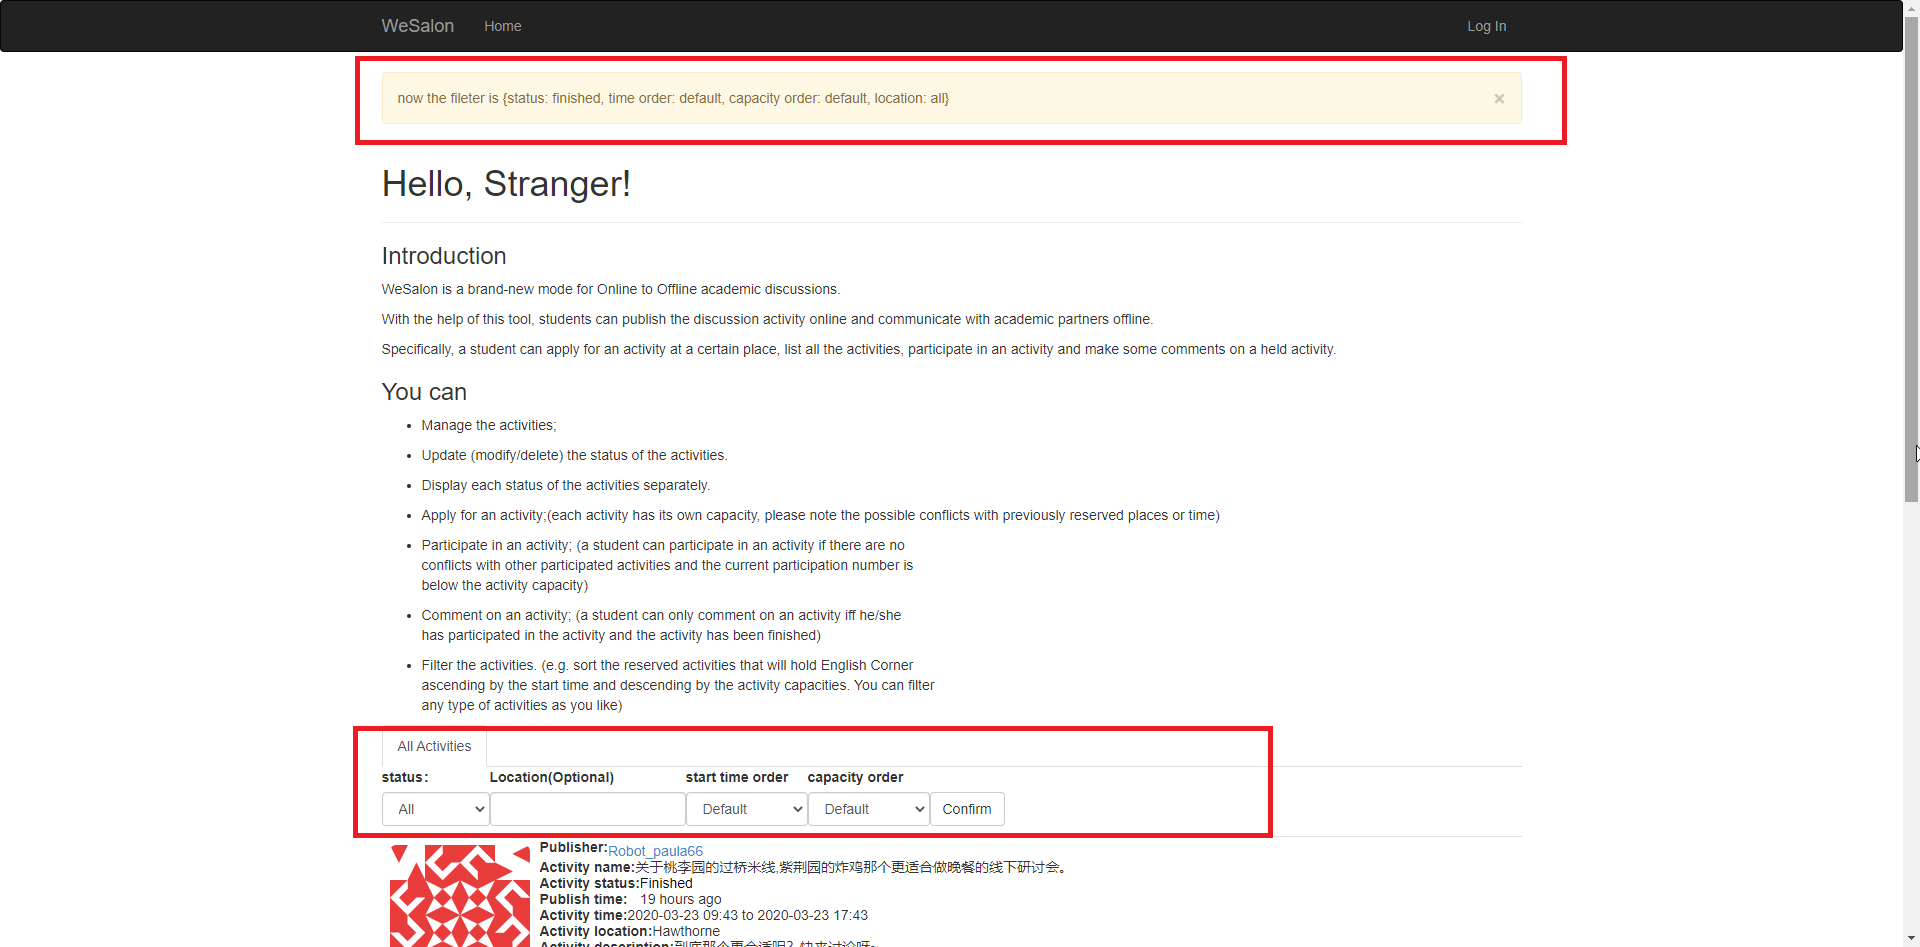 WeSalon Home Log In
now the fileter is {status: finished, time order: default, capacity order: default, location: all} ×
Hello, Stranger!
Introduction
WeSalon is a brand-new mode for Online to Offline academic discussions.
With the help of this tool, students can publish the discussion activity online and communicate with academic partners offline.
Specifically, a student can apply for an activity at a certain place, list all the activities, participate in an activity and make some comments on a held activity.
You can
• Manage the activities;
• Update (modify/delete) the status of the activities.
• Display each status of the activities separately.
• Apply for an activity;(each activity has its own capacity, please note the possible conflicts with previously reserved places or time)
• Participate in an activity; (a student can participate in an activity if there are no
conflicts with other participated activities and the current participation number is
below the activity capacity)
• Comment on an activity; (a student can only comment on an activity iff he/she
has participated in the activity and the activity has been finished)
• Filter the activities. (e.g. sort the reserved activities that will hold English Corner
ascending by the start time and descending by the activity capacities. You can filter
any type of activities as you like)
All Activities
status: Location(Optional) start time order capacity order
All Default Default Confirm
Publisher:Robot_paula66
Activity name:关于桃李园的过桥米线,紫荆园的炸鸡那个更适合做晚餐的线下研讨会。
Activity status:Finished
Publish time: 19 hours ago
Activity time:2020-03-23 09:43 to 2020-03-23 17:43
Activity location:Hawthorne
Activity description:到底那个更合适呢？快来讨论呀~